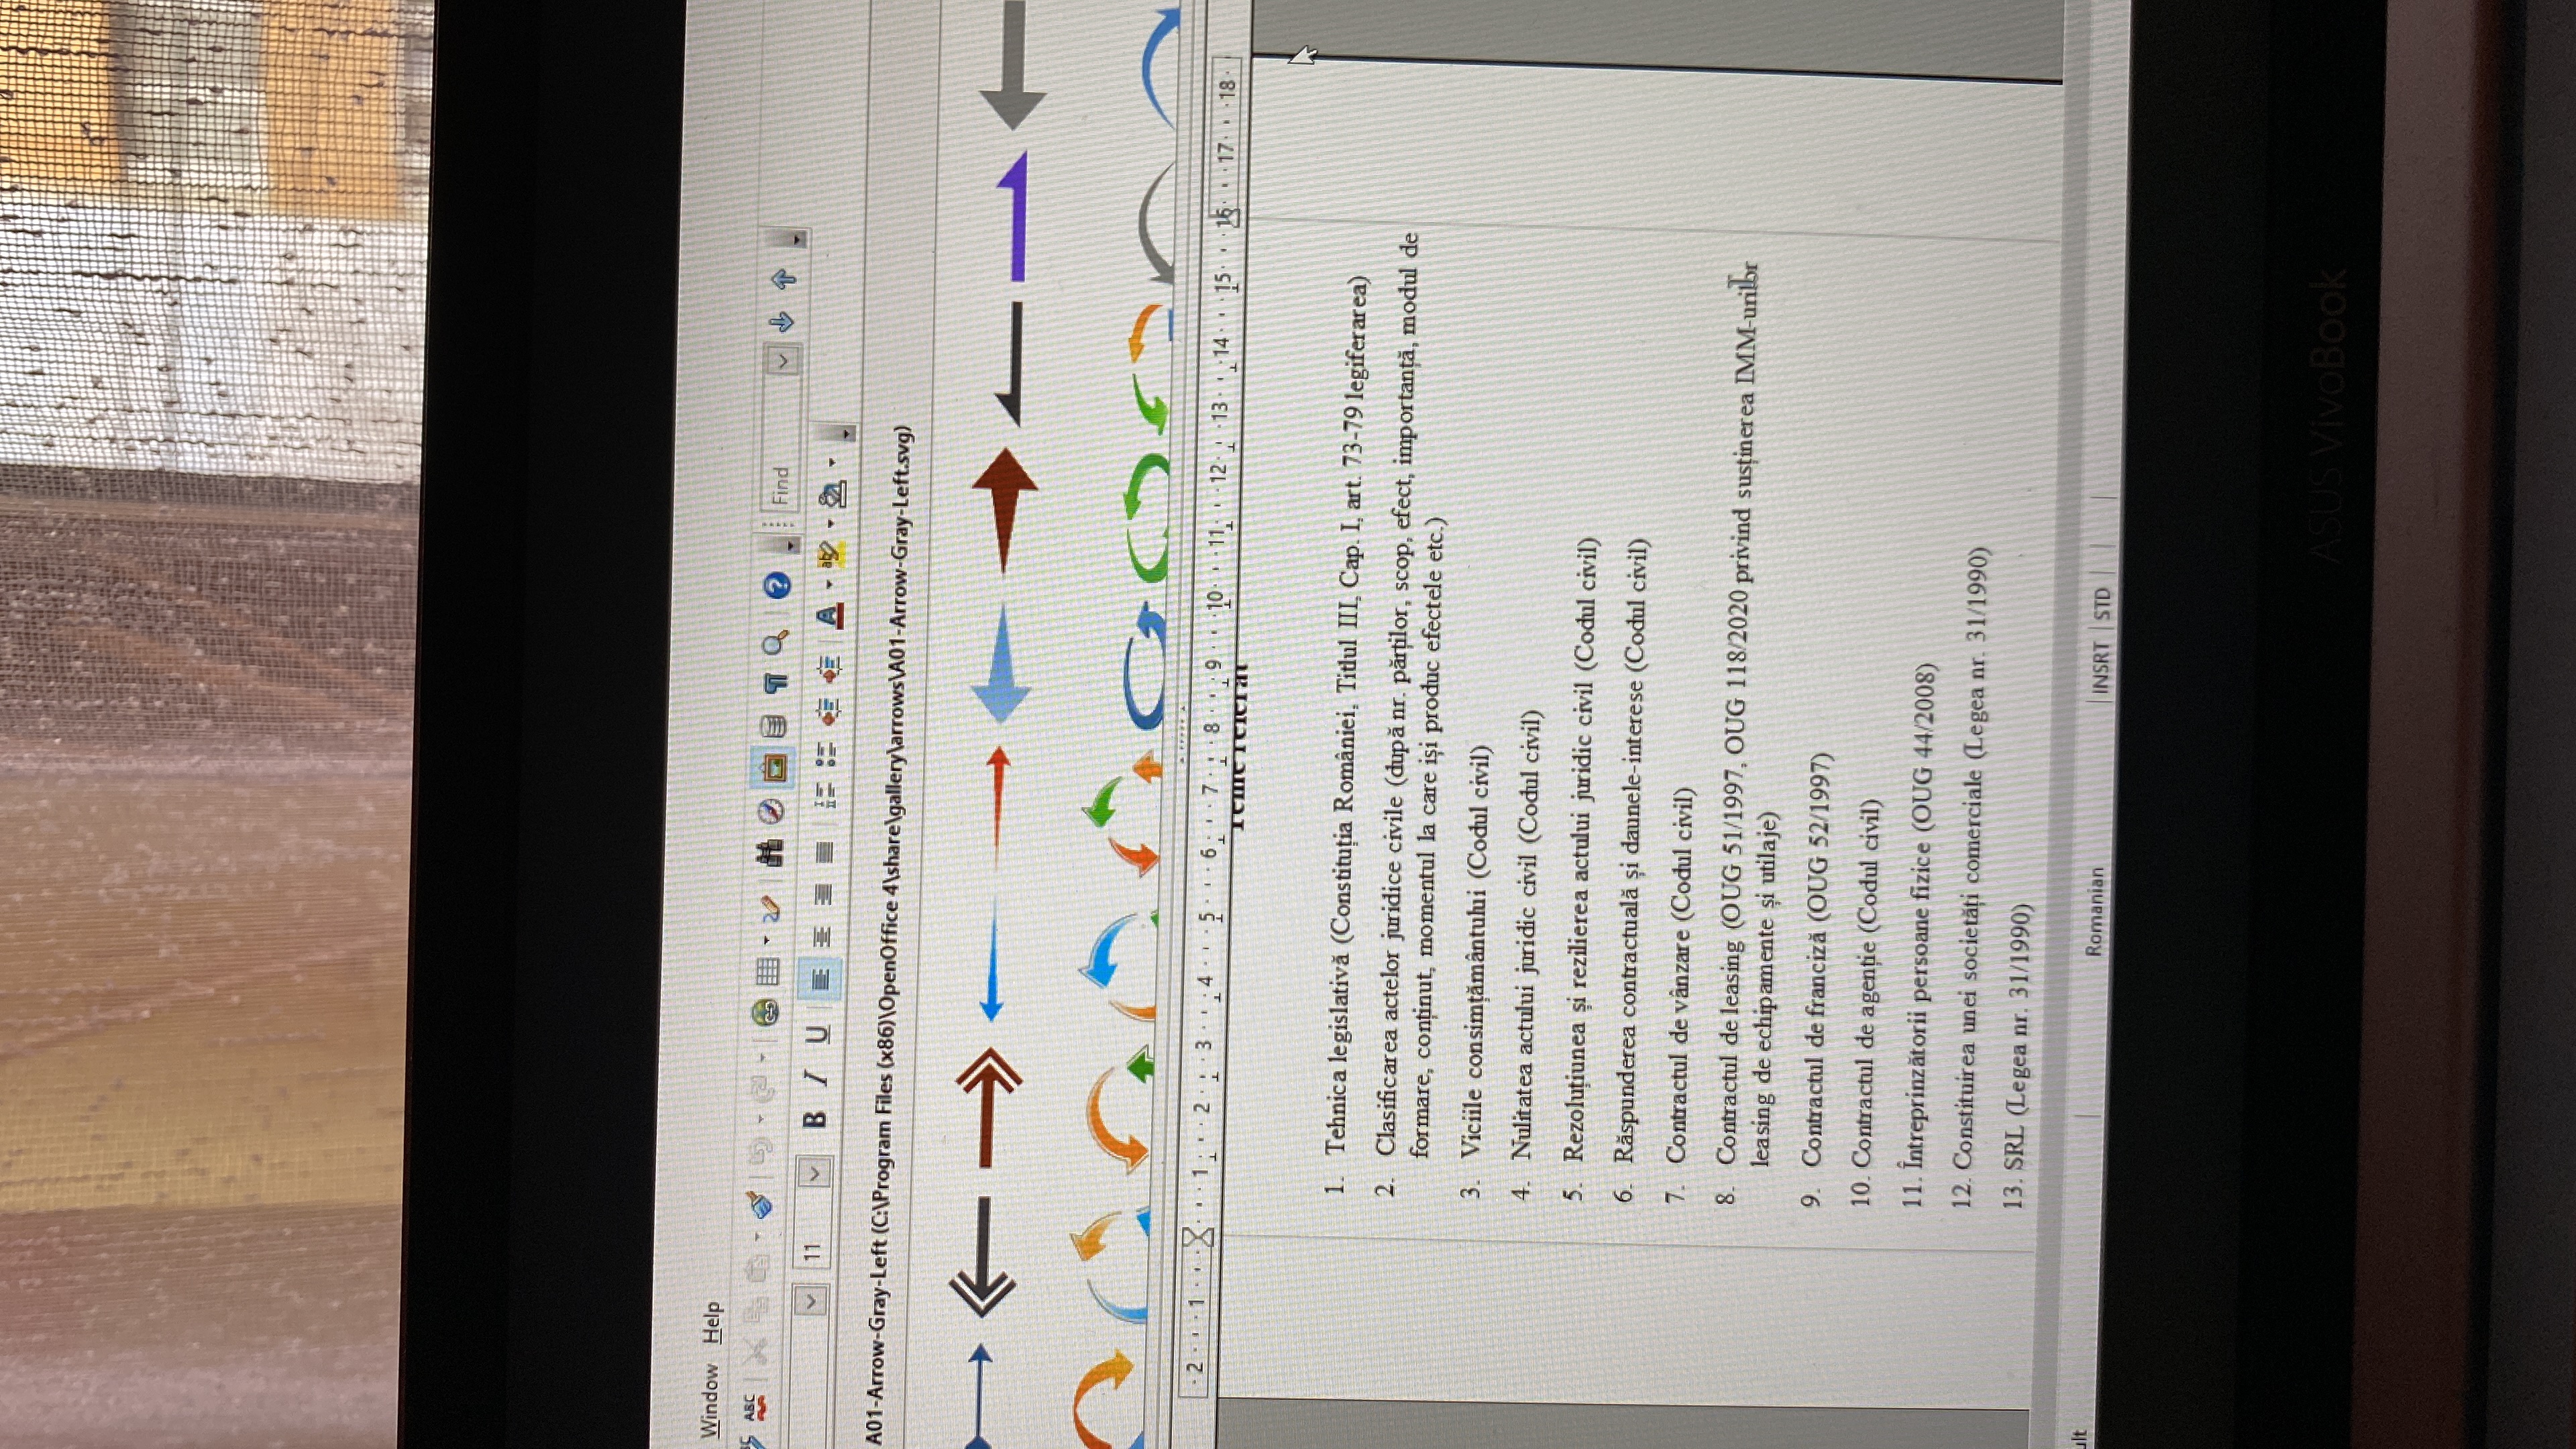 Window Help
ABC
11
B I U
A
ab
Find
A01-Arrow-Gray-Left (C:\Program Files (x86)\OpenOffice 4\share\gallery\arrows\A01-Arrow-Gray-Left.svg)
2 1 1 2 3 4 5 6 7 8 9 10 11 12 13 14 15 16 17 18
Teme referat
1. Tehnica legislativă (Constituția României, Titlul III, Cap. I, art. 73-79 legiferarea)
2. Clasificarea actelor juridice civile (după nr. părților, scop, efect, importanță, modul de
formare, conținut, momentul la care iși produc efectele etc.)
3. Viciile consimțământului (Codul civil)
4. Nulitatea actului juridic civil (Codul civil)
5. Rezoluțiunea și rezilierea actului juridic civil (Codul civil)
6. Răspunderea contractuală și daunele-interese (Codul civil)
7. Contractul de vânzare (Codul civil)
8. Contractul de leasing (OUG 51/1997, OUG 118/2020 privind susținerea IMM-urilor
leasing de echipamente și utilaje)
9. Contractul de franciză (OUG 52/1997)
10. Contractul de agenție (Codul civil)
11. Întreprinzătorii persoane fizice (OUG 44/2008)
12. Constituirea unei societăți comerciale (Legea nr. 31/1990)
13. SRL (Legea nr. 31/1990)
Romanian INSRT STD
ASUS VivoBook